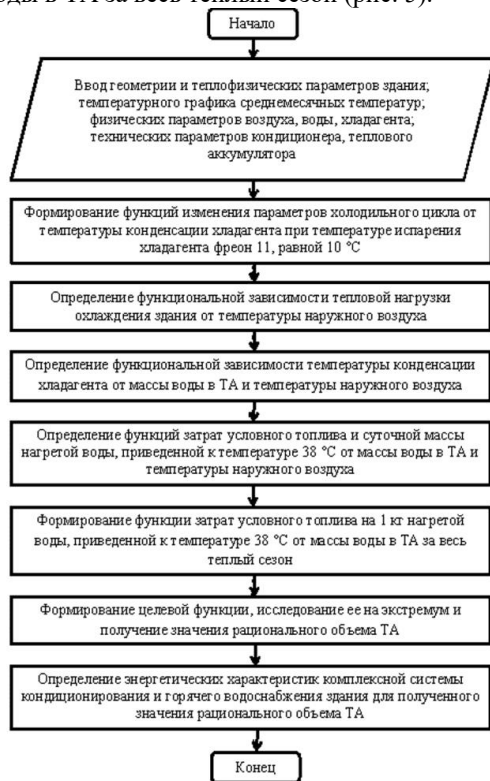 оды в ТА за весь теплый сезон (рис. 3).
Начало
Ввод геометрии и теплофизических параметров здания;
температурного графика среднемесячных температур;
физических параметров воздуха, воды, хладагента;
технических параметров кондиционера, теплового
аккумулятора
Формирование функций изменения параметров холодильного цикла от
температуры конденсации хладагента при температуре испарения
хладагента фреон 11, равной 10 °C
Определение функциональной зависимости тепловой нагрузки
охлаждения здания от температуры наружного воздуха
Определение функциональной зависимости температуры конденсации
хладагента от массы воды в ТА и температуры наружного воздуха
Определение функций затрат условного топлива и суточной массы
нагретой воды, приведенной к температуре 38 °C от массы воды в ТА и
температуры наружного воздуха
Формирование функции затрат условного топлива на 1 кг нагретой
воды, приведенной к температуре 38 °C от массы воды в ТА за весь
теплый сезон
Формирование целевой функции, исследование ее на экстремум и
получение значения рационального объема ТА
Определение энергетических характеристик комплексной системы
кондиционирования и горячего водоснабжения здания для полученного
значения рационального объема ТА
Конец